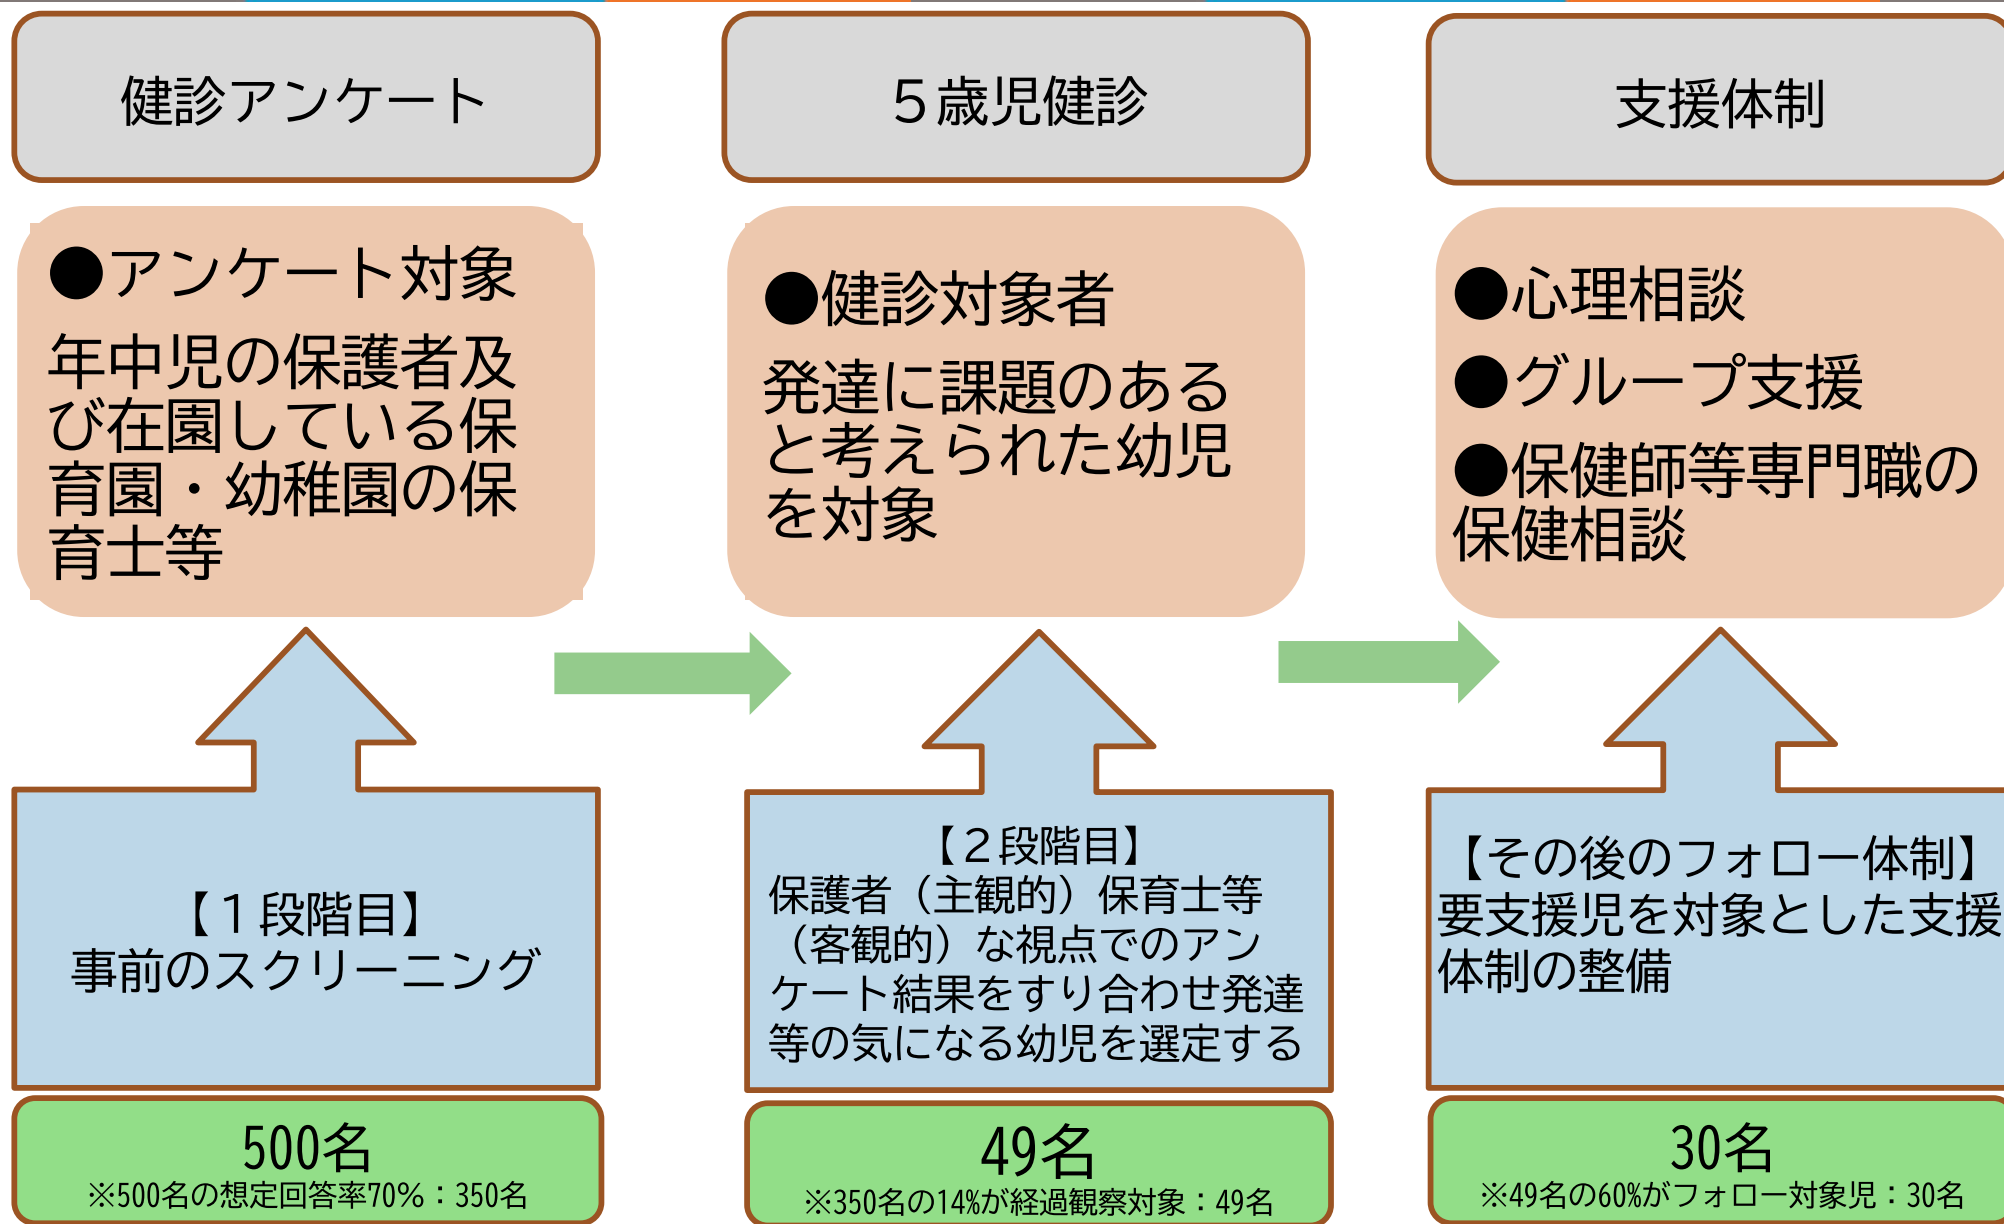 健診アンケート
●アンケート対象
年中児の保護者及
び在園している保
育園・幼稚園の保
育士等
【１段階目】
事前のスクリーニング
500名
※500名の想定回答率70%：350名
５歳児健診
●健診対象者
発達に課題のある
と考えられた幼児
を対象
【２段階目】
保護者（主観的）保育士等
（客観的）な視点でのアン
ケート結果をすり合わせ発達
等の気になる幼児を選定する
49名
※350名の14%が経過観察対象：49名
支援体制
●心理相談
●グループ支援
●保健師等専門職の
保健相談
【その後のフォロー体制】
要支援児を対象とした支援
体制の整備
30名
※49名の60%がフォロー対象児：30名